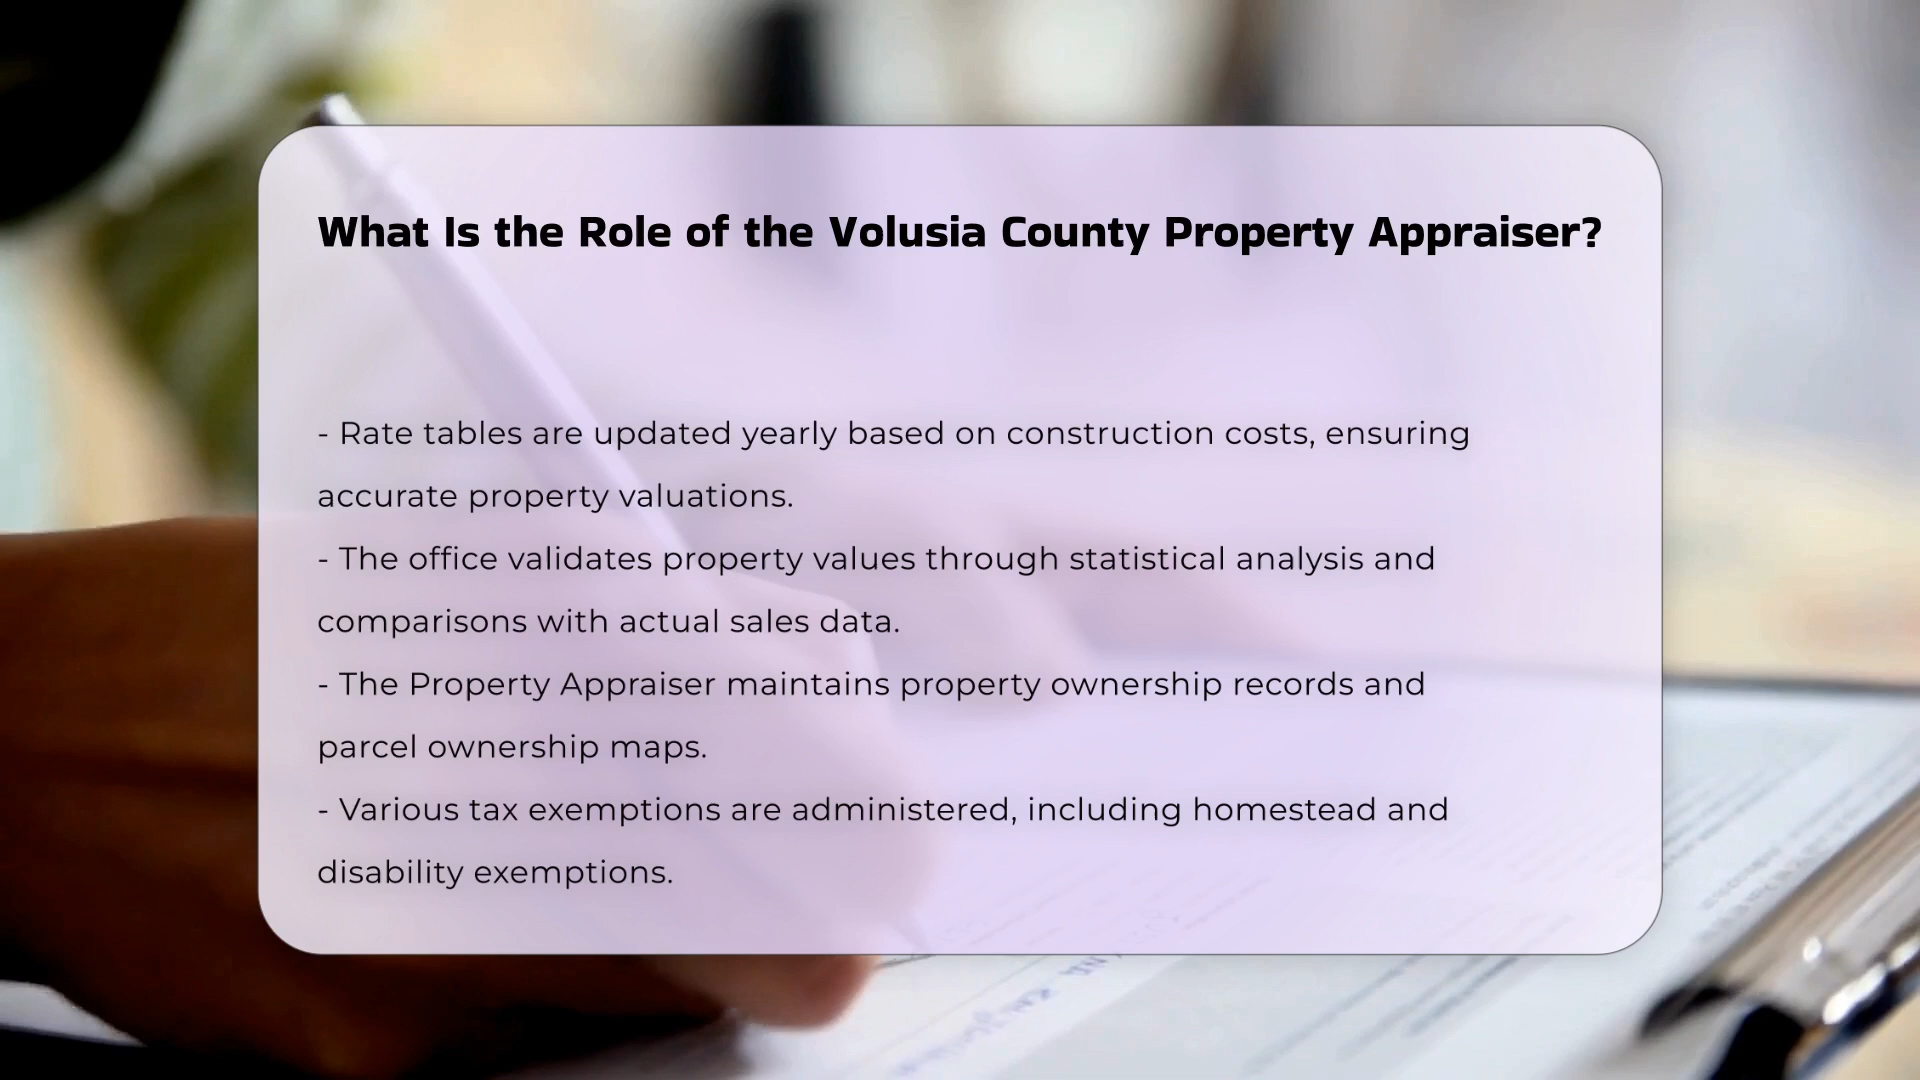 What Is the Role of the Volusia County Property Appraiser?
- Rate tables are updated yearly based on construction costs, ensuring
accurate property valuations.
- The office validates property values through statistical analysis and
comparisons with actual sales data.
- The Property Appraiser maintains property ownership records and
parcel ownership maps.
- Various tax exemptions are administered, including homestead and
disability exemptions.